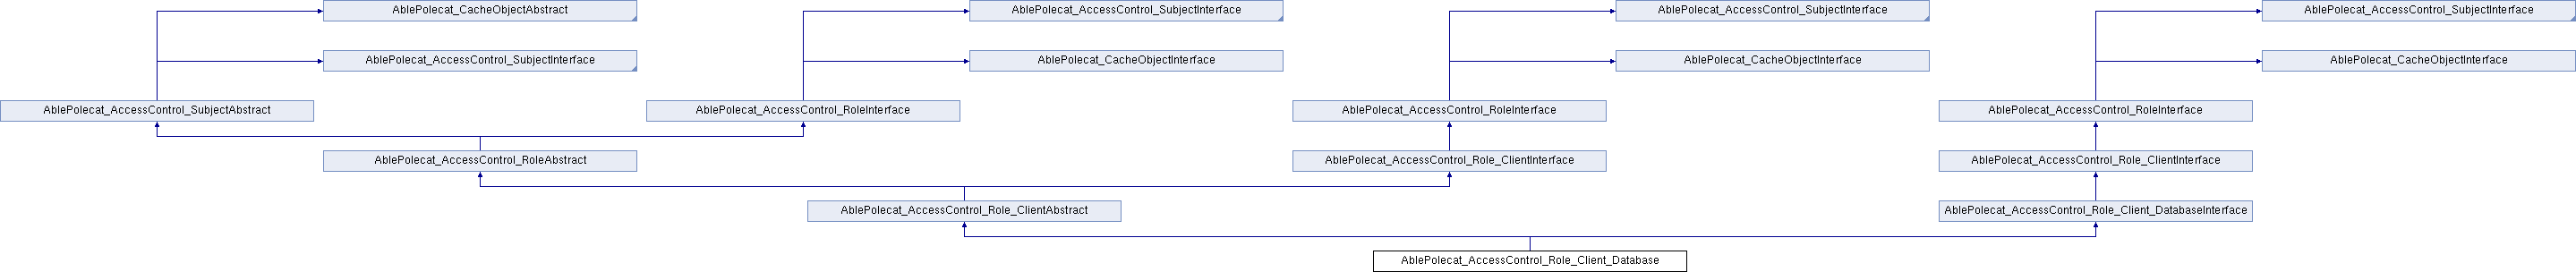 AblePolecat_CacheObjectAbstract
AblePolecat_AccessControl_SubjectInterface
AblePolecat_AccessControl_SubjectInterface
AblePolecat_AccessControl_SubjectInterface
AblePolecat_AccessControl_SubjectInterface
AblePolecat_CacheObjectInterface
AblePolecat_CacheObjectInterface
AblePolecat_CacheObjectInterface
AblePolecat_AccessControl_SubjectAbstract
AblePolecat_AccessControl_RoleInterface
AblePolecat_AccessControl_RoleInterface
AblePolecat_AccessControl_RoleInterface
AblePolecat_AccessControl_RoleAbstract
AblePolecat_AccessControl_Role_ClientInterface
AblePolecat_AccessControl_Role_ClientInterface
AblePolecat_AccessControl_Role_ClientAbstract
AblePolecat_AccessControl_Role_Client_DatabaseInterface
AblePolecat_AccessControl_Role_Client_Database